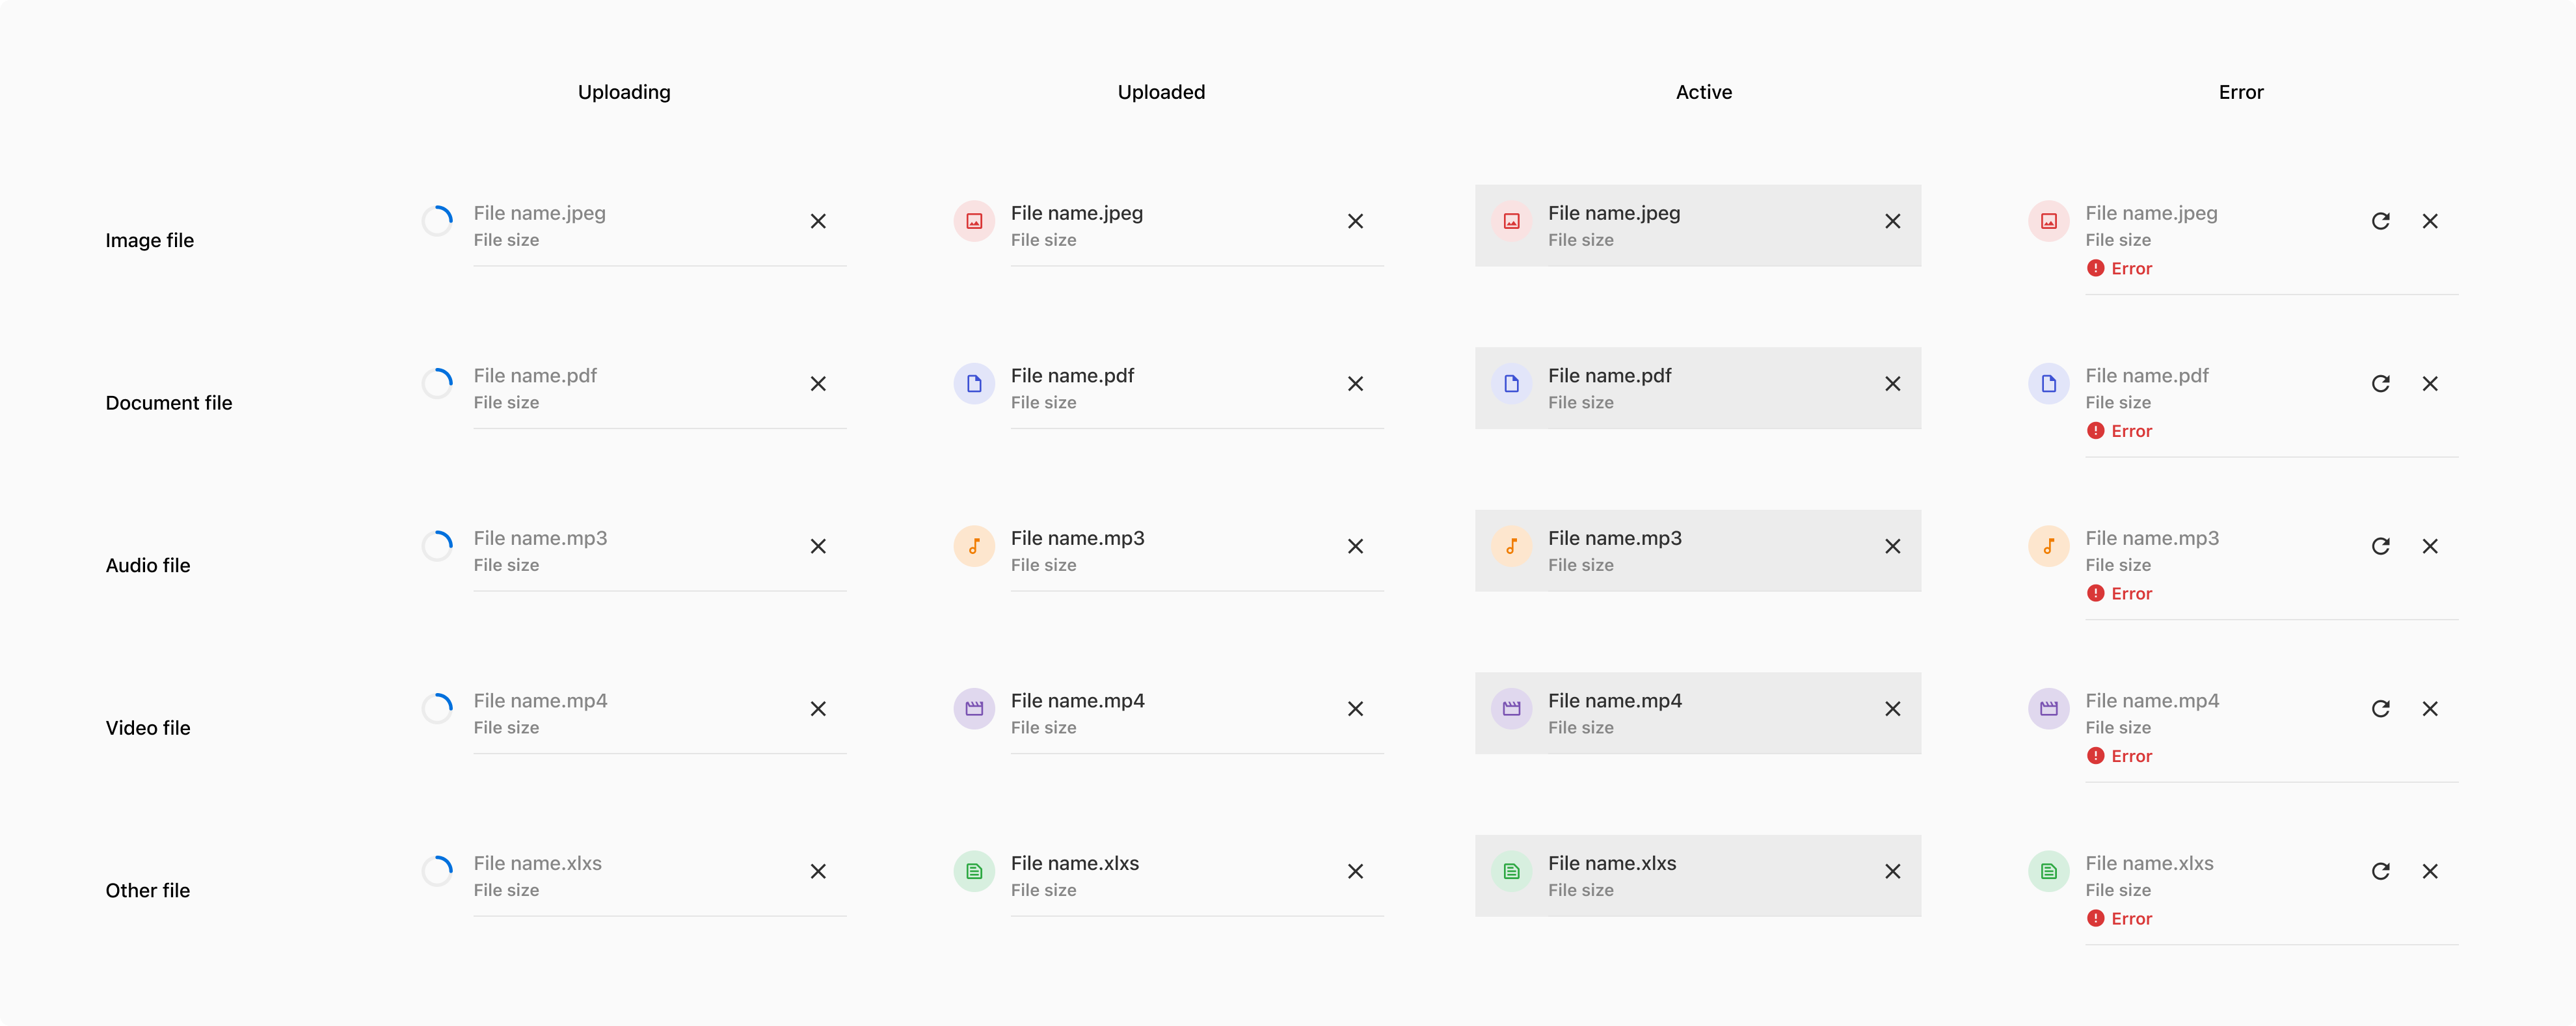 Uploading Uploaded Active Error
Image file
File name.jpeg File name.jpeg File name.jpeg File name.jpeg
File size File size File size File size
Error
Document file
File name.pdf File name.pdf File name.pdf File name.pdf
File size File size File size File size
Error
Audio file
File name.mp3 File name.mp3 File name.mp3 File name.mp3
File size File size File size File size
Error
Video file
File name.mp4 File name.mp4 File name.mp4 File name.mp4
File size File size File size File size
Error
Other file
File name.xlxs File name.xlxs File name.xlxs File name.xlxs
File size File size File size File size
Error